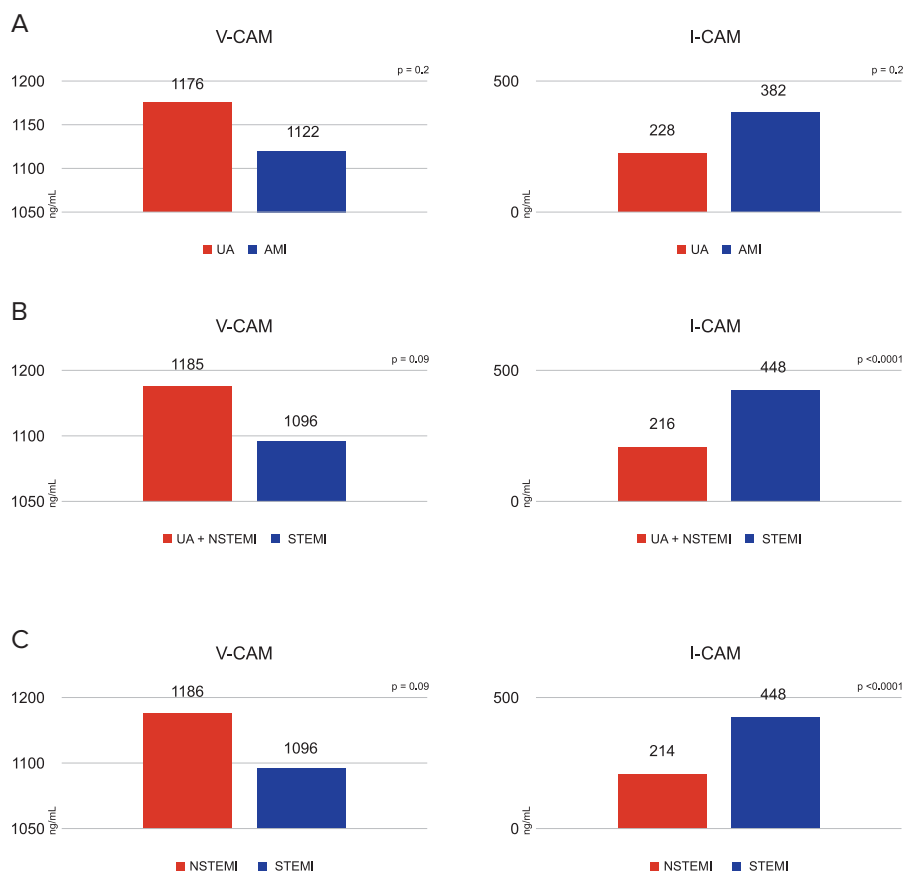 A
V-CAM
p = 0.2
1200
1176
1150
1122
1100
1050
ng/mL
UA AMI
I-CAM
p = 0.2
500
382
228
0
ng/mL
UA AMI
B
V-CAM
p = 0.09
1200
1185
1100
1096
1050
ng/mL
UA + NSTEMI STEMI
I-CAM
p <0.0001
500
448
216
0
ng/mL
UA + NSTEMI STEMI
C
V-CAM
p = 0.09
1200
1186
1100
1096
1050
ng/mL
NSTEMI STEMI
I-CAM
p <0.0001
500
448
214
0
ng/mL
NSTEMI STEMI